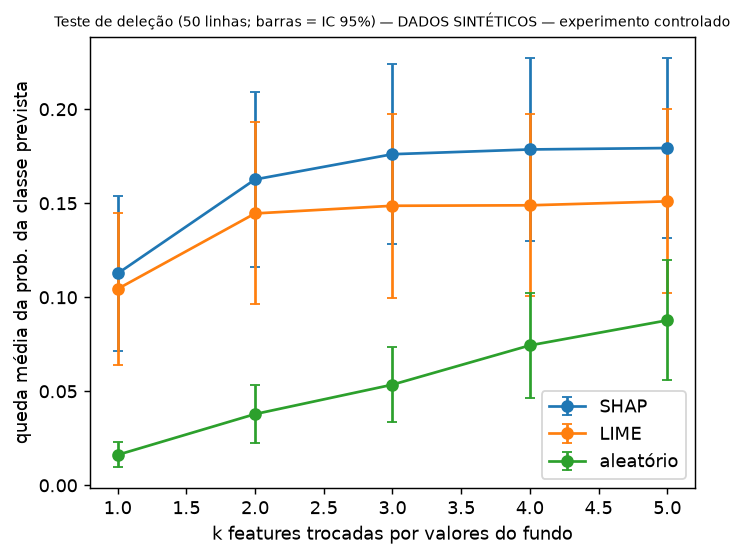 Teste de deleção (50 linhas; barras = IC 95%) — DADOS SINTÉTICOS — experimento controlado
queda média da prob. da classe prevista
0.20
0.15
0.10
0.05
0.00
SHAP
LIME
aleatório
1.0 1.5 2.0 2.5 3.0 3.5 4.0 4.5 5.0
k features trocadas por valores do fundo